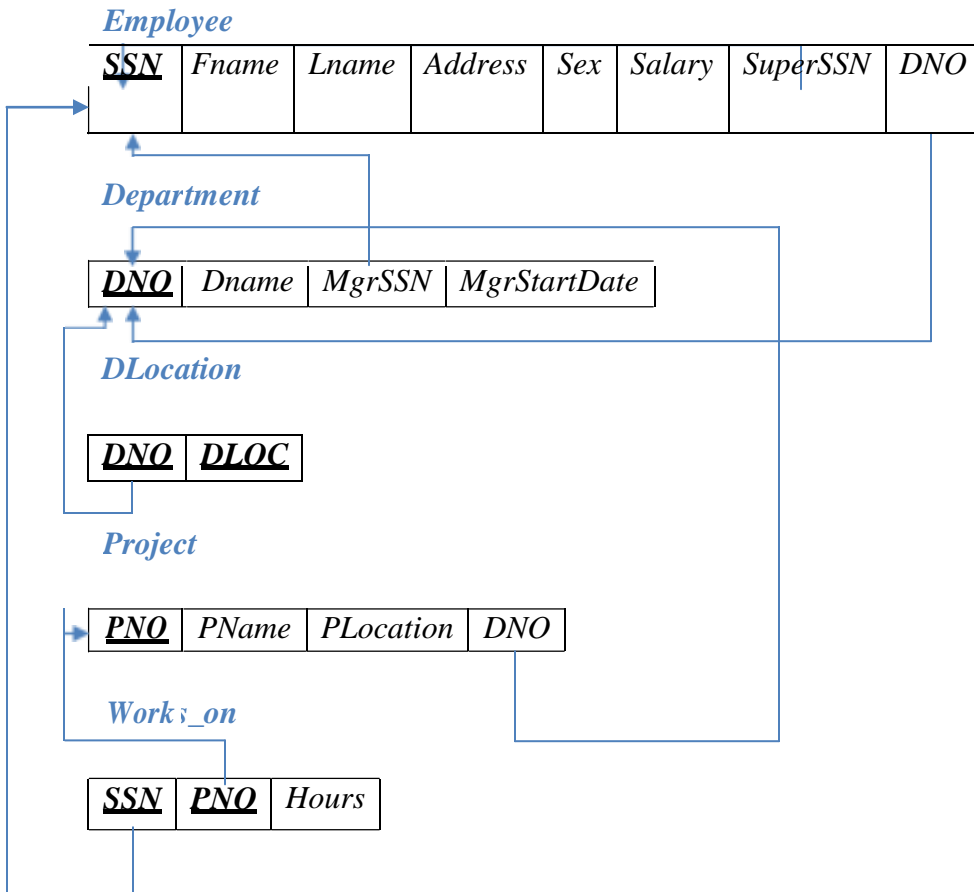 Employee
SSN Fname Lname Address Sex Salary SuperSSN DNO
Department
DNO Dname MgrSSN MgrStartDate
DLocation
DNO DLOC
Project
PNO PName PLocation DNO
Works_on
SSN PNO Hours